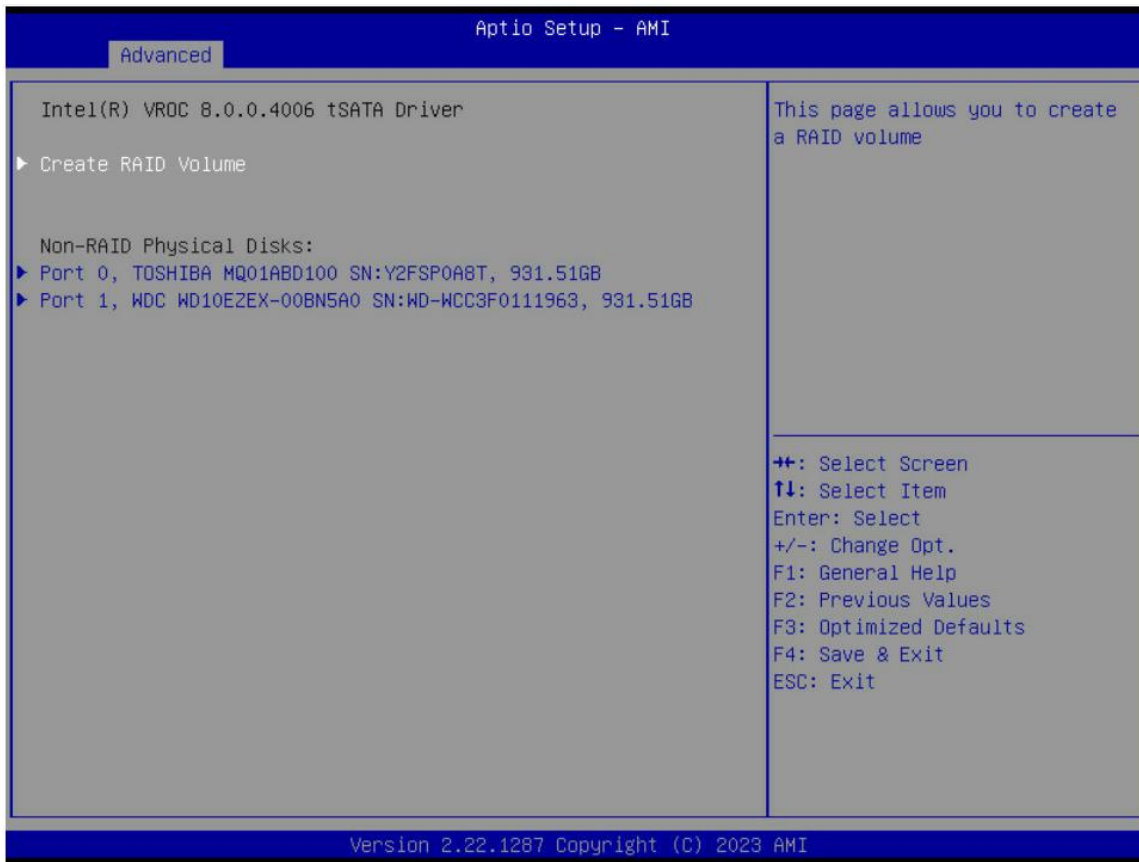 Aptio Setup – AMI
Advanced
Intel(R) VROC 8.0.0.4006 tSATA Driver
Create RAID Volume
Non-RAID Physical Disks:
Port 0, TOSHIBA MQ01ABD100 SN:Y2FSP0A8T, 931.51GB
Port 1, WDC WD10EZEX-00BN5A0 SN:WD-WCC3F0111963, 931.51GB
This page allows you to create
a RAID volume
→←: Select Screen
↑↓: Select Item
Enter: Select
+/-: Change Opt.
F1: General Help
F2: Previous Values
F3: Optimized Defaults
F4: Save & Exit
ESC: Exit
Version 2.22.1287 Copyright (C) 2023 AMI